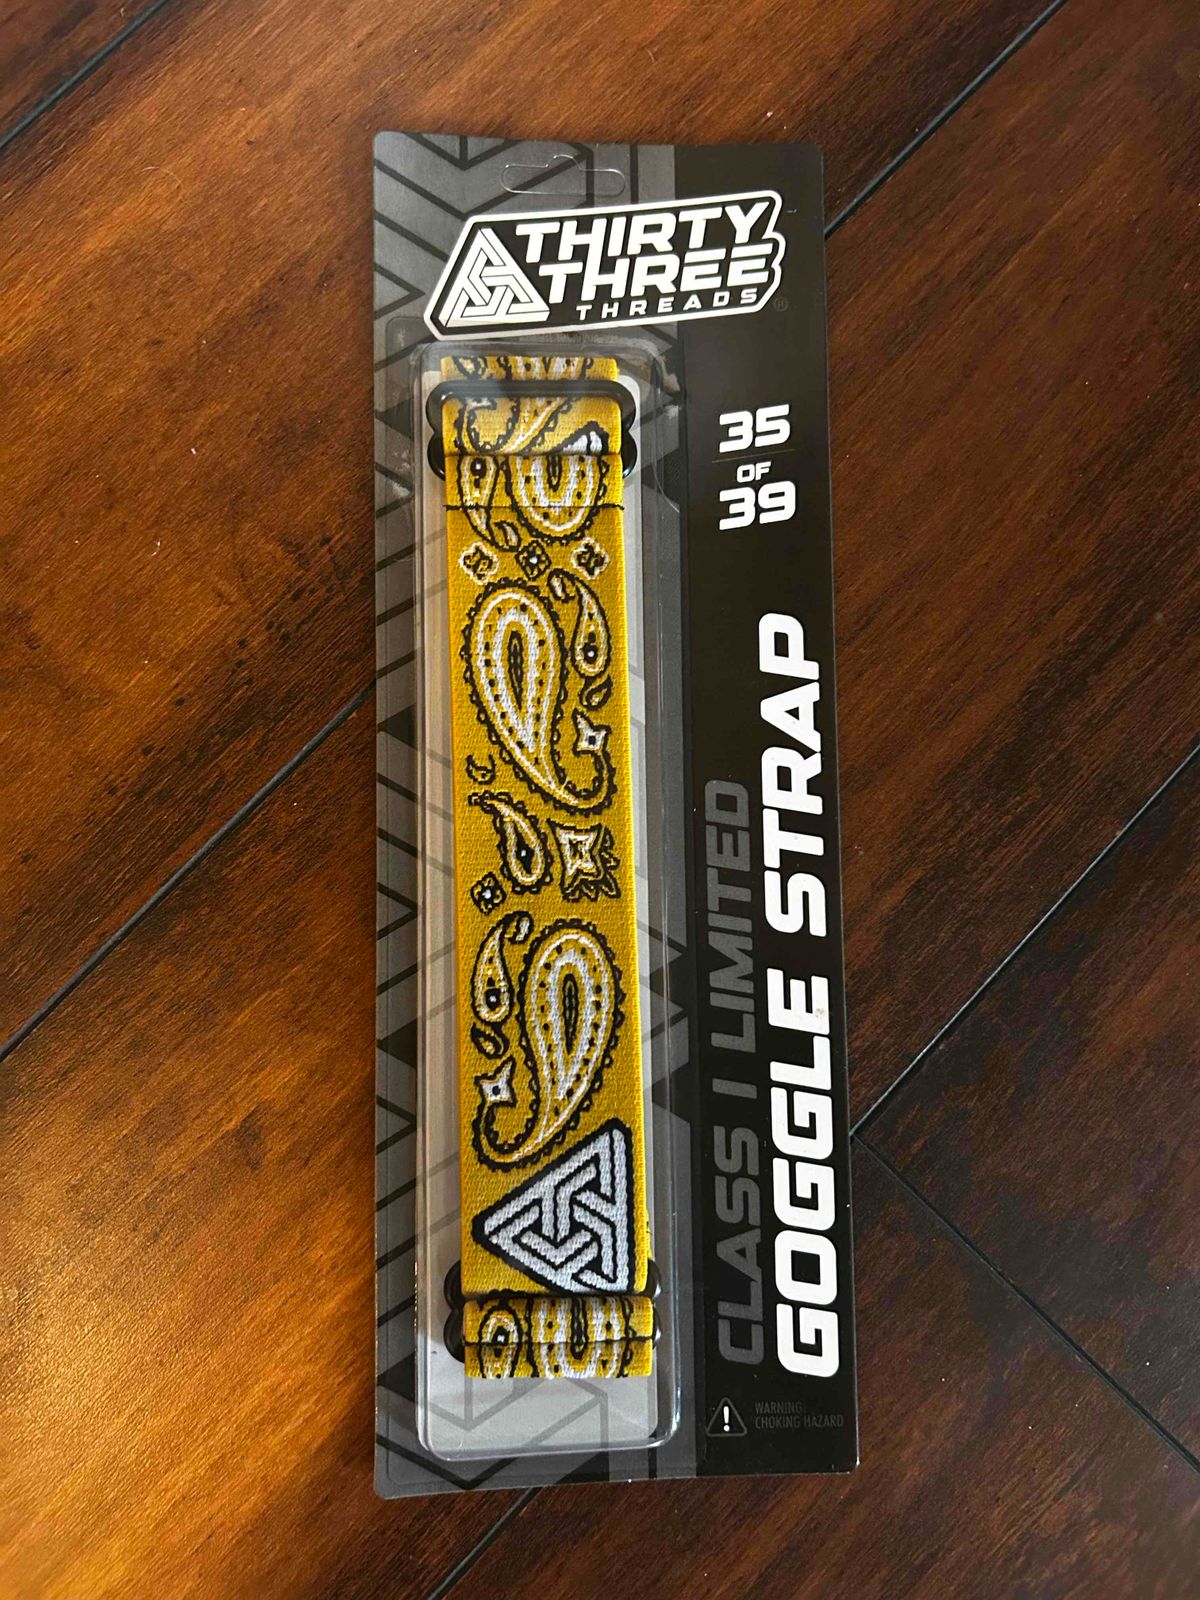 THIRTY
THREE
THREADS
®
35
OF
39
CLASS I LIMITED
GOGGLE STRAP
WARNING:
CHOKING HAZARD